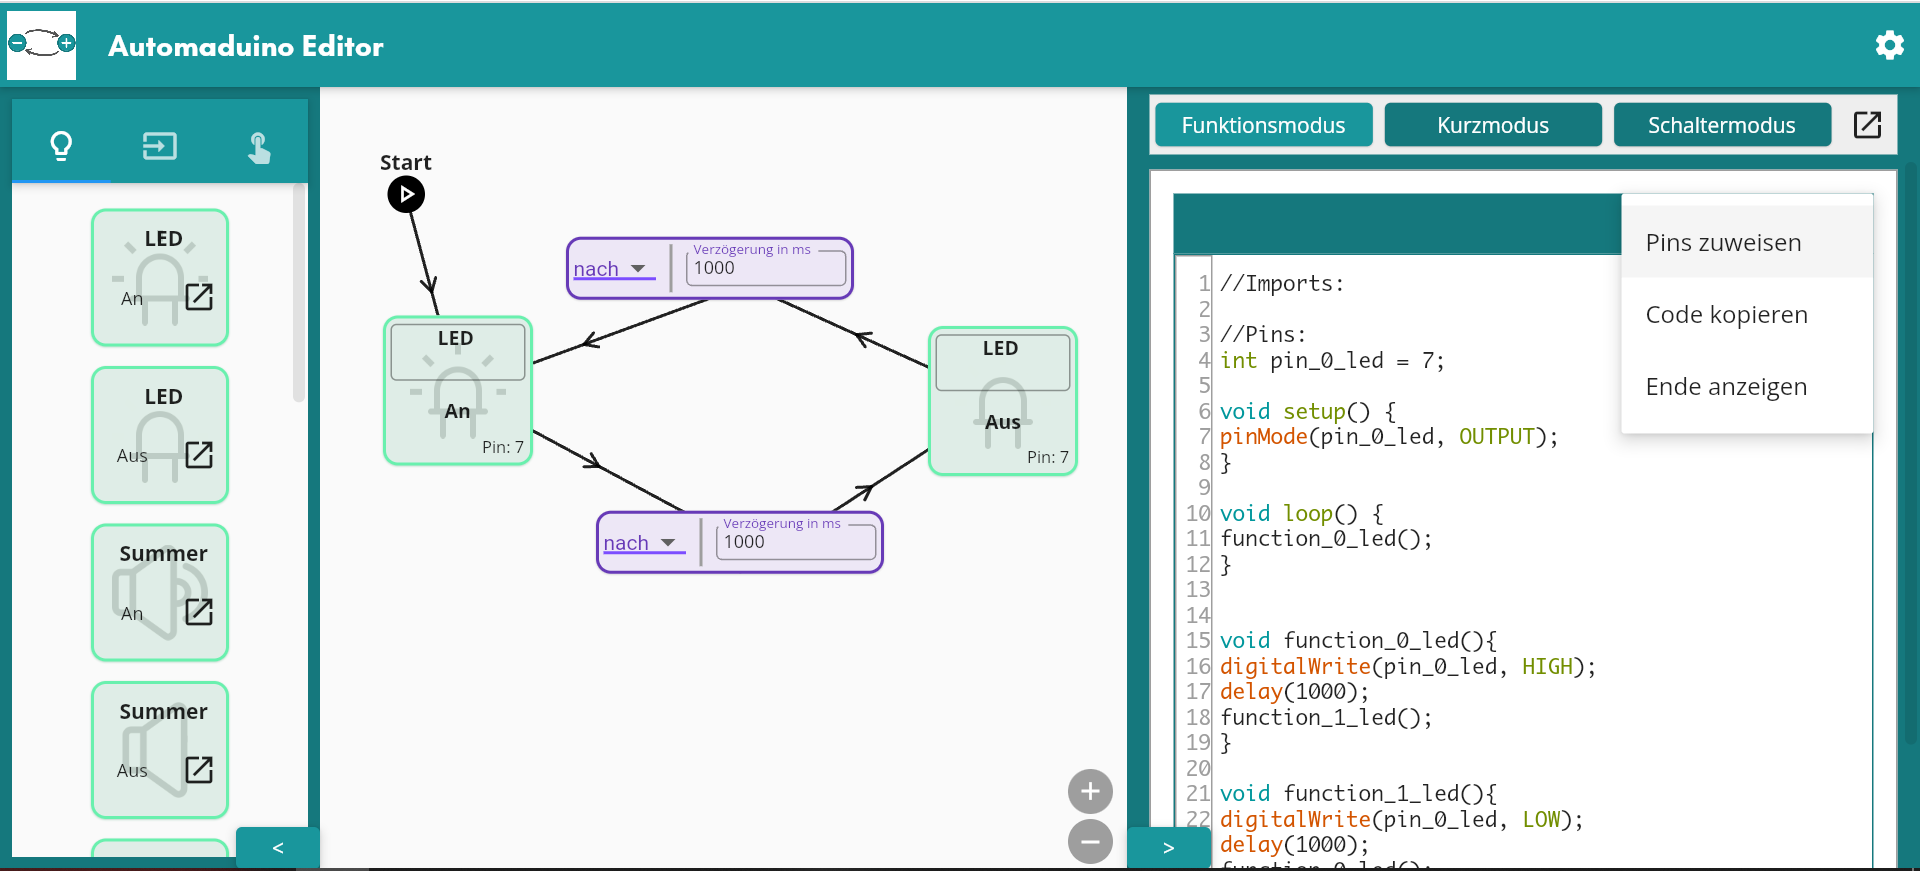 Automaduino Editor
LED
An
LED
Aus
Summer
An
Summer
Aus
<
Start
nach
Verzögerung in ms
1000
LED
An
Pin: 7
LED
Aus
Pin: 7
nach
Verzögerung in ms
1000
+
−
Funktionsmodus
Kurzmodus
Schaltermodus
Pins zuweisen
Code kopieren
Ende anzeigen
1 //Imports:
2
3 //Pins:
4 int pin_0_led = 7;
5
6 void setup() {
7 pinMode(pin_0_led, OUTPUT);
8 }
9
10 void loop() {
11 function_0_led();
12 }
13
14
15 void function_0_led(){
16 digitalWrite(pin_0_led, HIGH);
17 delay(1000);
18 function_1_led();
19 }
20
21 void function_1_led(){
22 digitalWrite(pin_0_led, LOW);
delay(1000);
function_0_led();
>